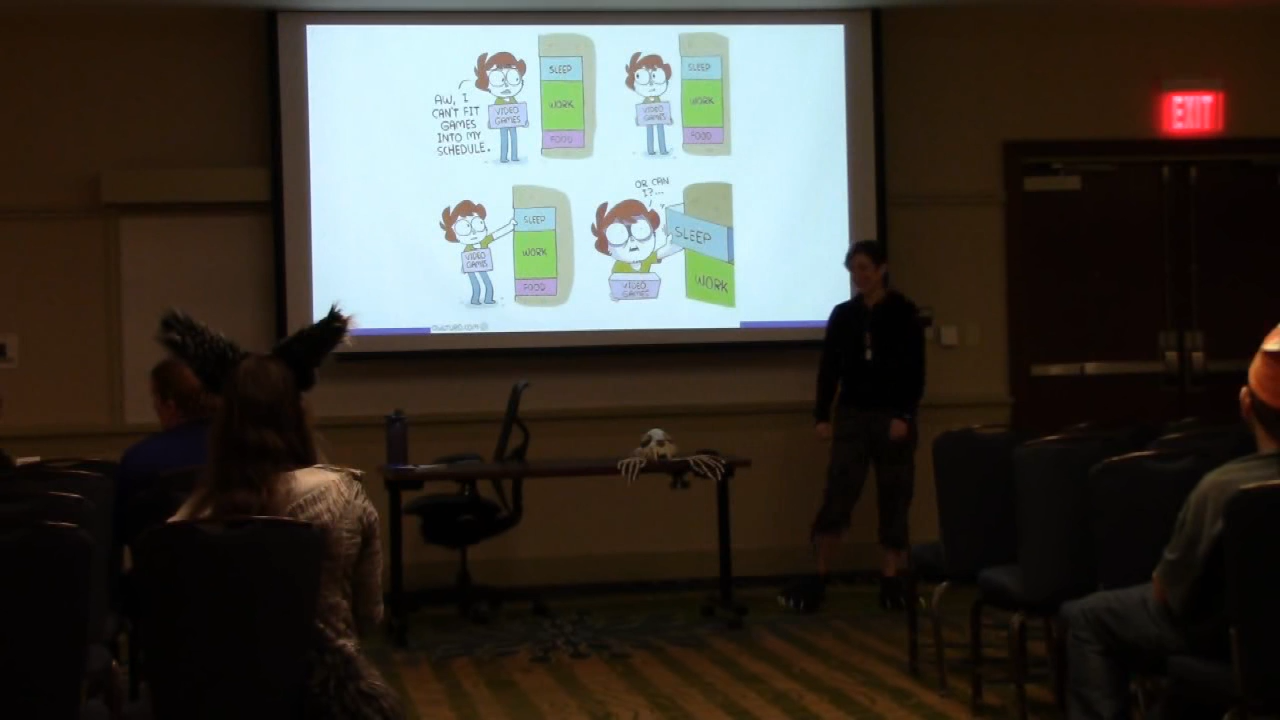 AW, I
CAN'T FIT
GAMES
INTO MY
SCHEDULE.
VIDEO
GAMES
SLEEP
WORK
FOOD
VIDEO
GAMES
SLEEP
WORK
FOOD
VIDEO
GAMES
SLEEP
WORK
FOOD
OR CAN
I?...
VIDEO
GAMES
SLEEP
WORK
EXIT